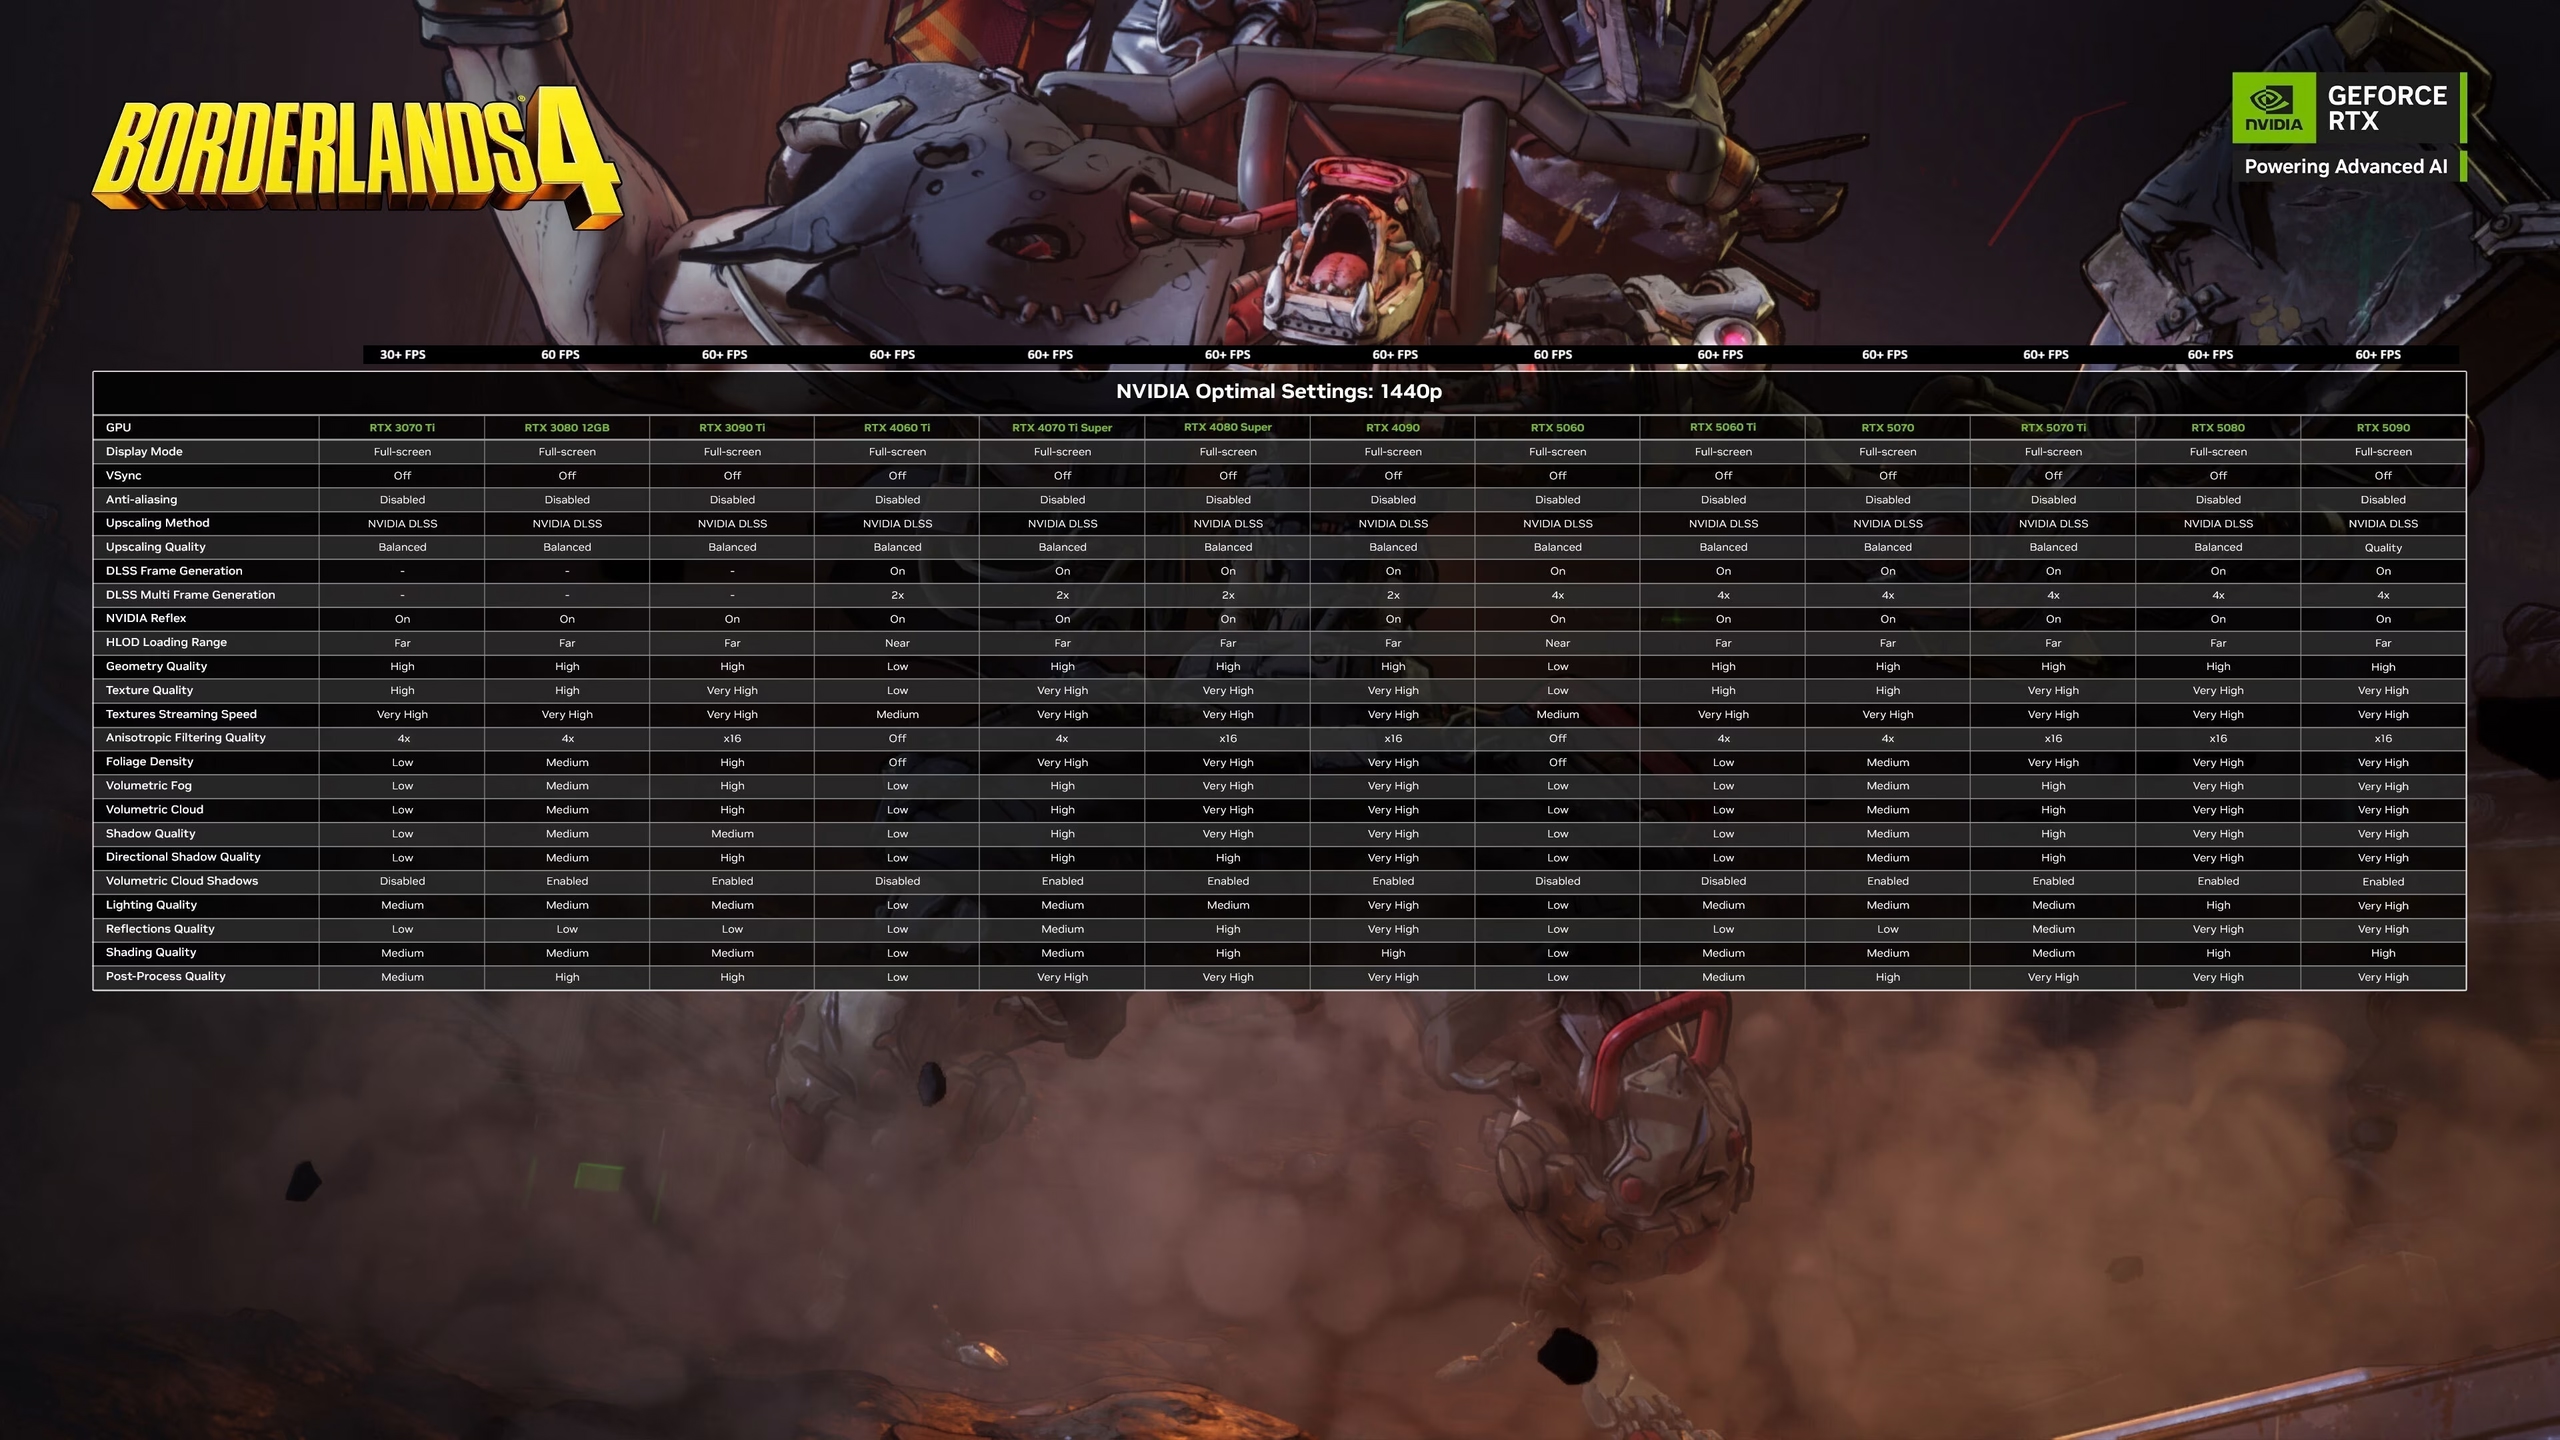 BORDERLANDS 4
NVIDIA
GEFORCE
RTX
Powering Advanced AI
30+ FPS 60 FPS 60+ FPS 60+ FPS 60+ FPS 60+ FPS 60+ FPS 60 FPS 60+ FPS 60+ FPS 60+ FPS 60+ FPS 60+ FPS
NVIDIA Optimal Settings: 1440p
GPU RTX 3070 Ti RTX 3080 12GB RTX 3090 Ti RTX 4060 Ti RTX 4070 Ti Super RTX 4080 Super RTX 4090 RTX 5060 RTX 5060 Ti RTX 5070 RTX 5070 Ti RTX 5080 RTX 5090
Display Mode Full-screen Full-screen Full-screen Full-screen Full-screen Full-screen Full-screen Full-screen Full-screen Full-screen Full-screen Full-screen Full-screen
VSync Off Off Off Off Off Off Off Off Off Off Off Off Off
Anti-aliasing Disabled Disabled Disabled Disabled Disabled Disabled Disabled Disabled Disabled Disabled Disabled Disabled Disabled
Upscaling Method NVIDIA DLSS NVIDIA DLSS NVIDIA DLSS NVIDIA DLSS NVIDIA DLSS NVIDIA DLSS NVIDIA DLSS NVIDIA DLSS NVIDIA DLSS NVIDIA DLSS NVIDIA DLSS NVIDIA DLSS NVIDIA DLSS
Upscaling Quality Balanced Balanced Balanced Balanced Balanced Balanced Balanced Balanced Balanced Balanced Balanced Balanced Quality
DLSS Frame Generation - - - On On On On On On On On On On
DLSS Multi Frame Generation - - - 2x 2x 2x 2x 4x 4x 4x 4x 4x 4x
NVIDIA Reflex On On On On On On On On On On On On On
HLOD Loading Range Far Far Far Near Far Far Far Near Far Far Far Far Far
Geometry Quality High High High Low High High High Low High High High High High
Texture Quality High High Very High Low Very High Very High Very High Low High High Very High Very High Very High
Textures Streaming Speed Very High Very High Very High Medium Very High Very High Very High Medium Very High Very High Very High Very High Very High
Anisotropic Filtering Quality 4x 4x x16 Off 4x x16 x16 Off 4x 4x x16 x16 x16
Foliage Density Low Medium High Off Very High Very High Very High Off Low Medium Very High Very High Very High
Volumetric Fog Low Medium High Low High Very High Very High Low Low Medium High Very High Very High
Volumetric Cloud Low Medium High Low High Very High Very High Low Low Medium High Very High Very High
Shadow Quality Low Medium Medium Low High Very High Very High Low Low Medium High Very High Very High
Directional Shadow Quality Low Medium High Low High High Very High Low Low Medium High Very High Very High
Volumetric Cloud Shadows Disabled Enabled Enabled Disabled Enabled Enabled Enabled Disabled Disabled Enabled Enabled Enabled Enabled
Lighting Quality Medium Medium Medium Low Medium Medium Very High Low Medium Medium Medium High Very High
Reflections Quality Low Low Low Low Medium High Very High Low Low Low Medium Very High Very High
Shading Quality Medium Medium Medium Low Medium High High Low Medium Medium Medium High High
Post-Process Quality Medium High High Low Very High Very High Very High Low Medium High Very High Very High Very High